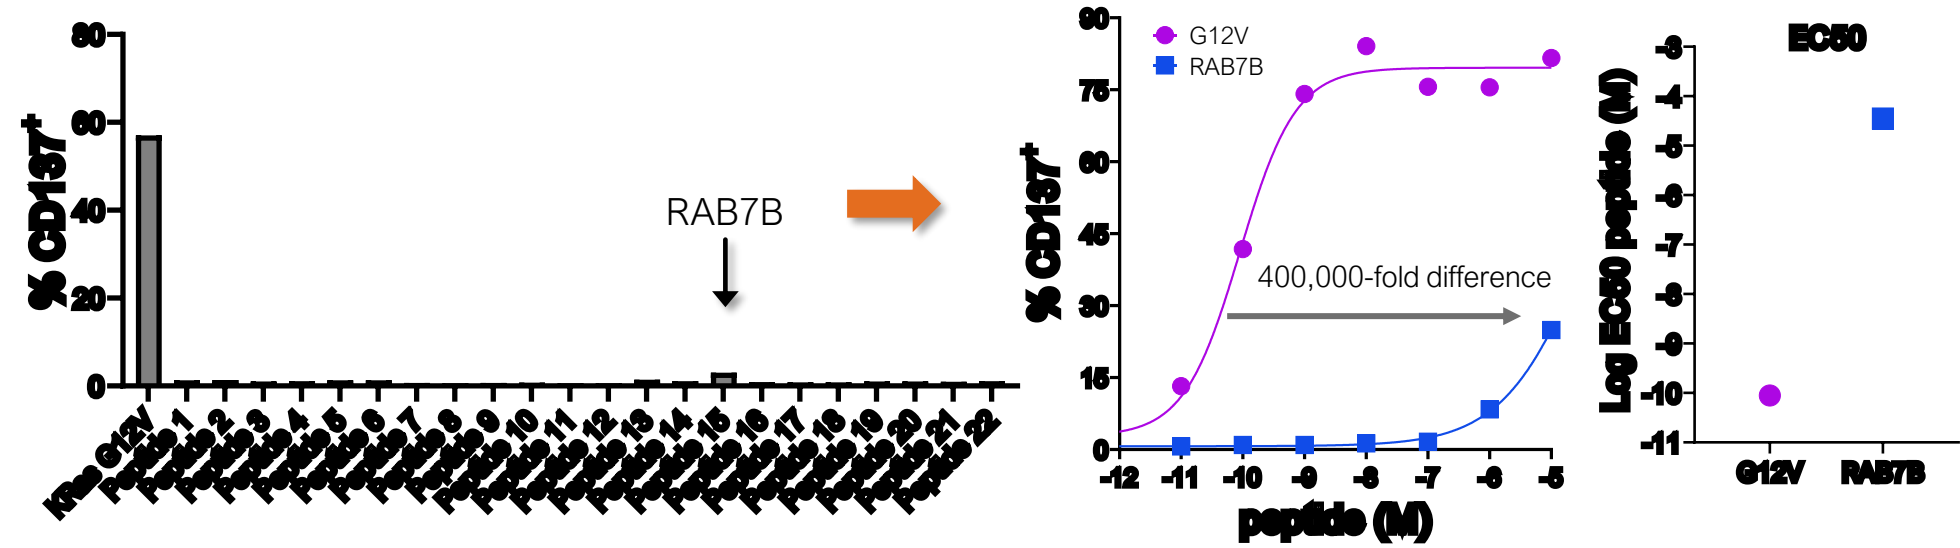 % CD137+
80
60
40
20
0
KRas G12V
Peptide 1
Peptide 2
Peptide 3
Peptide 4
Peptide 5
Peptide 6
Peptide 7
Peptide 8
Peptide 9
Peptide 10
Peptide 11
Peptide 12
Peptide 13
Peptide 14
Peptide 15
Peptide 16
Peptide 17
Peptide 18
Peptide 19
Peptide 20
Peptide 21
Peptide 22
RAB7B
% CD137+
90
75
60
45
30
15
0
G12V
RAB7B
400,000-fold difference
-12 -11 -10 -9 -8 -7 -6 -5
peptide (M)
EC50
Log EC50 peptide (M)
-3
-4
-5
-6
-7
-8
-9
-10
-11
G12V RAB7B